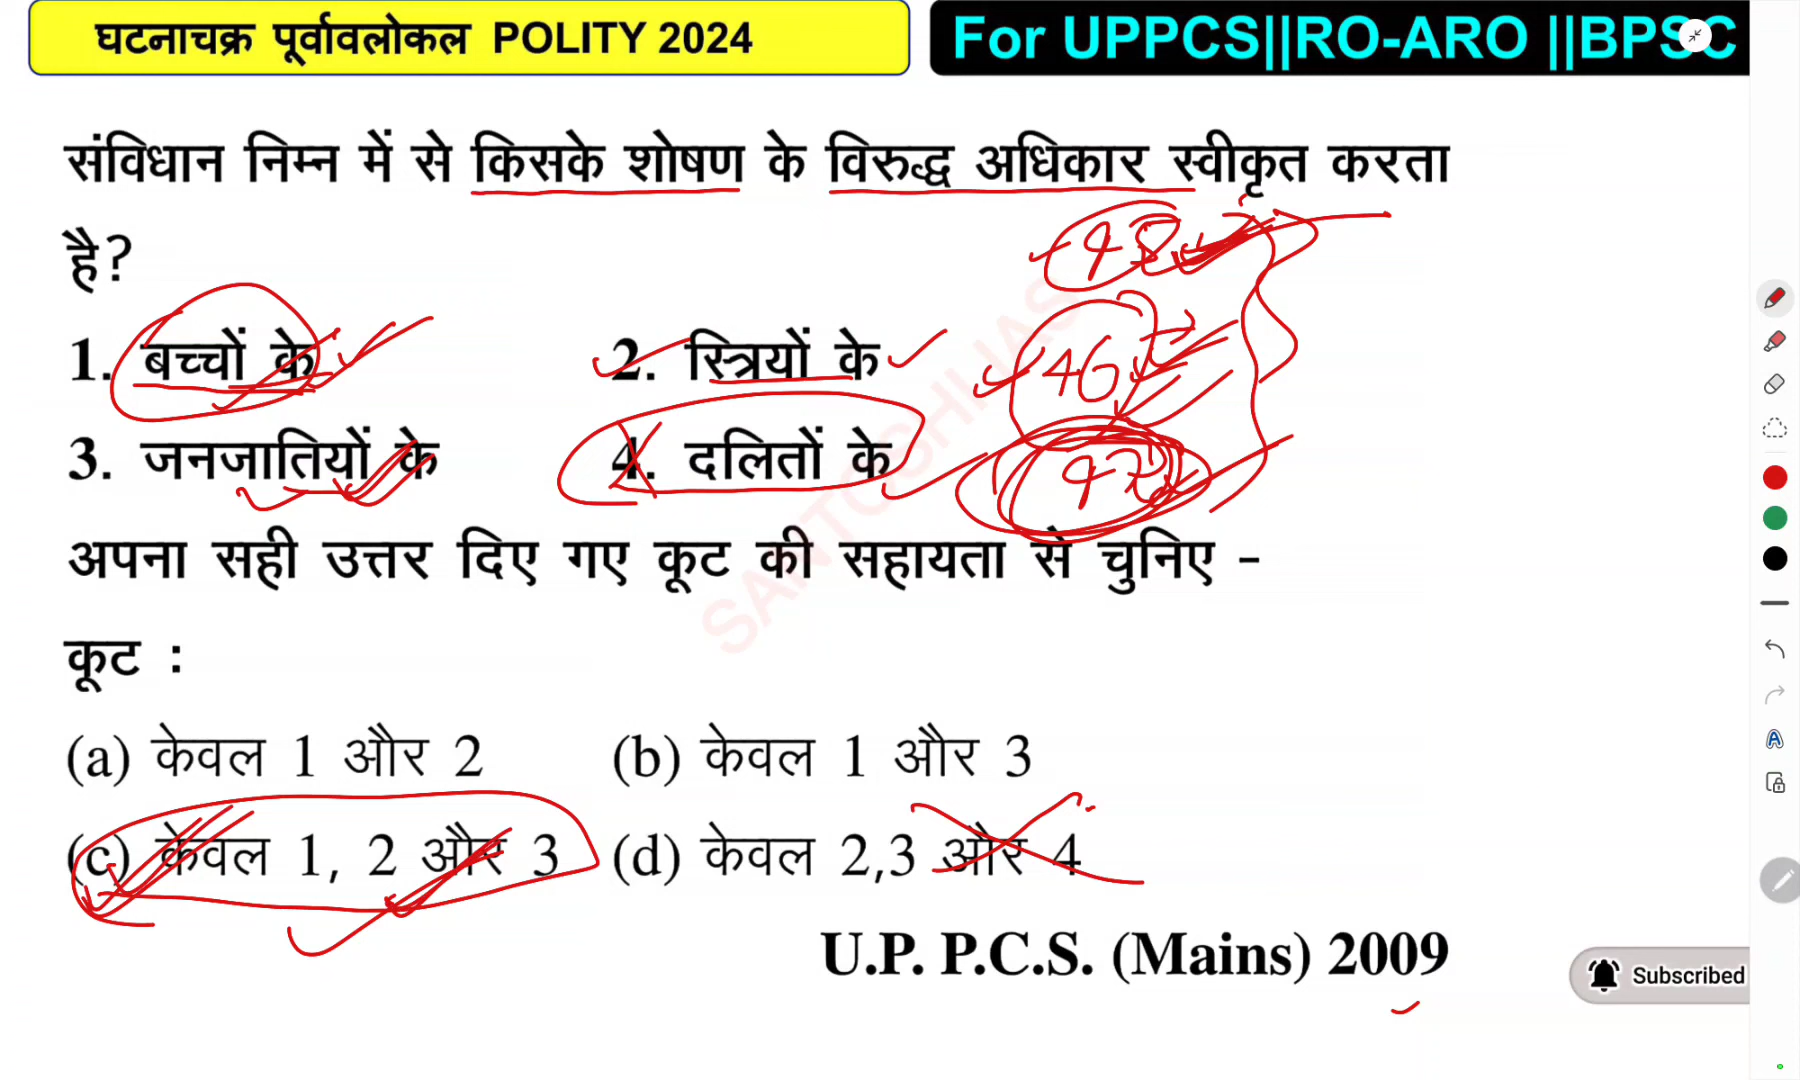 घटनाचक्र पूर्वावलोकल POLITY 2024
For UPPCS||RO-ARO ||BPSC
संविधान निम्न में से किसके शोषण के विरुद्ध अधिकार स्वीकृत करता
है?
1. बच्चों के 2. स्त्रियों के
3. जनजातियों के 4. दलितों के
46
अपना सही उत्तर दिए गए कूट की सहायता से चुनिए –
कूट :
(a) केवल 1 और 2 (b) केवल 1 और 3
(c) केवल 1, 2 और 3 (d) केवल 2,3 और 4
U.P. P.C.S. (Mains) 2009
Subscribed